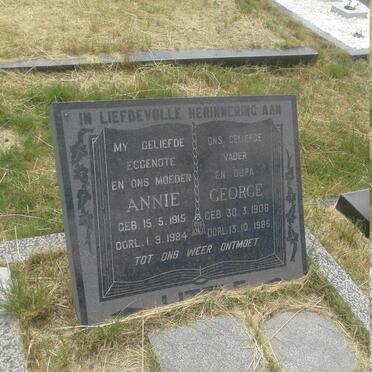 IN LIEFDEVOLLE HERINNERING AAN
MY GELIEFDE
EGGENOTE
EN ONS MOEDER
ANNIE
GEB. 15.5.1915
OORL. 1.9.1984
ONS GELIEFDE
VADER
EN OUPA
GEORGE
GEB. 30.3.1906
OORL. 13.10.1985
TOT ONS WEER ONTMOET